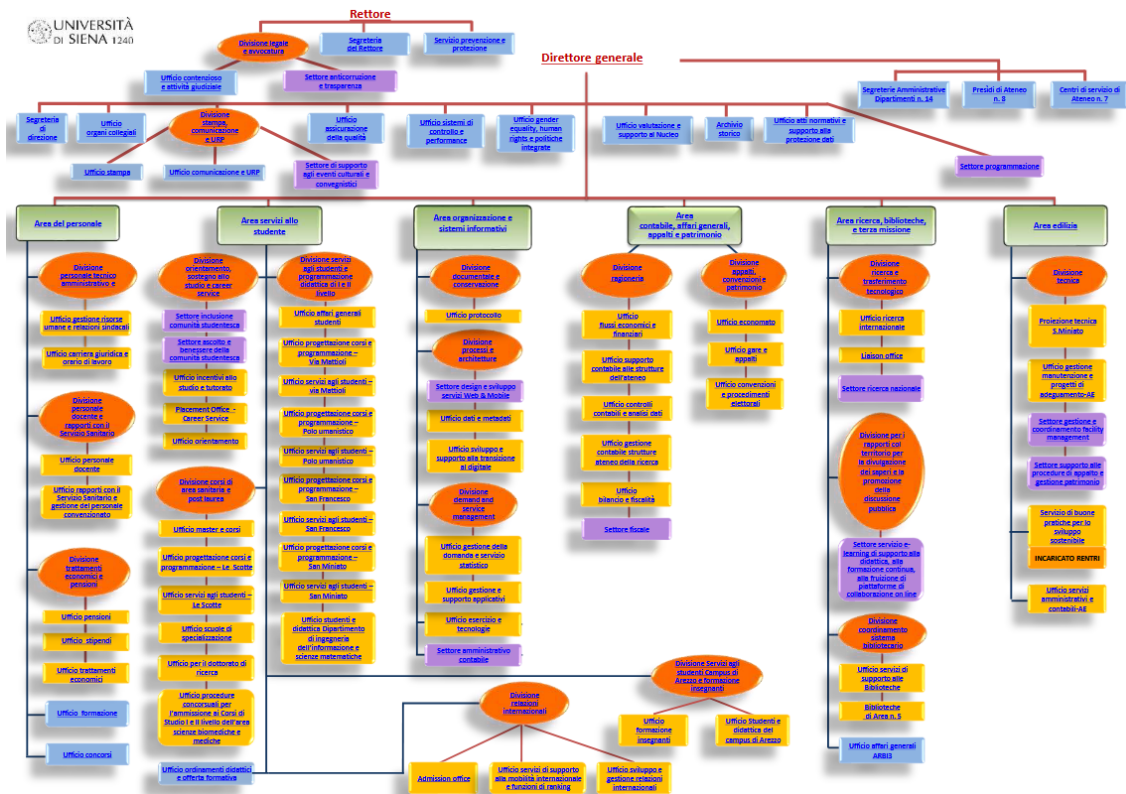 UNIVERSITÀ
DI SIENA 1240
Rettore
Divisione legale
e avvocatura
Segreteria
del Rettore
Servizio prevenzione e
protezione
Direttore generale
Ufficio contenzioso
e attività giudiziale
Settore anticorruzione
e trasparenza
Segreterie Amministrative
Dipartimenti n. 14
Presidi di Ateneo
n. 8
Centri di servizio di
Ateneo n. 7
Segreteria
di
direzione
Ufficio
organi collegiali
Divisione
stampa,
comunicazione
e URP
Ufficio
assicurazione
della qualità
Ufficio sistemi di
controllo e
performance
Ufficio gender
equality, human
rights e politiche
integrate
Ufficio valutazione e
supporto al Nucleo
Archivio
storico
Ufficio atti normativi e
supporto alla
protezione dati
Ufficio stampa
Ufficio comunicazione e URP
Settore di supporto
agli eventi culturali e
convegnistici
Settore programmazione
Area del personale
Area servizi allo
studente
Area organizzazione e
sistemi informativi
Area
contabile, affari generali,
appalti e patrimonio
Area ricerca, biblioteche,
e terza missione
Area edilizia
Divisione
personale tecnico
amministrativo e
Ufficio gestione risorse
umane e relazioni sindacali
Ufficio carriera giuridica e
orario di lavoro
Divisione
personale
docente e
rapporti con il
Servizio Sanitario
Ufficio personale
docente
Ufficio rapporti con il
Servizio Sanitario e
gestione del personale
convenzionato
Divisione
trattamenti
economici e
pensioni
Ufficio pensioni
Ufficio stipendi
Ufficio trattamenti
economici
Ufficio formazione
Ufficio concorsi
Divisione
orientamento,
sostegno allo
studio e career
service
Settore inclusione
comunità studentesca
Settore ascolto e
benessere della
comunità studentesca
Ufficio incentivi allo
studio e tutorato
Placement Office -
Career Service
Ufficio orientamento
Divisione corsi di
area sanitaria e
post laurea
Ufficio master e corsi
Ufficio progettazione corsi e
programmazione – Le Scotte
Ufficio servizi agli studenti –
Le Scotte
Ufficio scuole di
specializzazione
Ufficio per il dottorato di
ricerca
Ufficio procedure
concorsuali per
l'ammissione ai Corsi di
Studio I e II livello dell'area
scienze biomediche e
mediche
Ufficio ordinamenti didattici
e offerta formativa
Divisione servizi
agli studenti e
programmazione
didattica di I e II
livello
Ufficio affari generali
studenti
Ufficio progettazione corsi e
programmazione –
Via Mattioli
Ufficio servizi agli studenti –
via Mattioli
Ufficio progettazione corsi e
programmazione –
Polo umanistico
Ufficio servizi agli studenti –
Polo umanistico
Ufficio progettazione corsi e
programmazione –
San Francesco
Ufficio servizi agli studenti –
San Francesco
Ufficio progettazione corsi e
programmazione –
San Miniato
Ufficio servizi agli studenti –
San Miniato
Ufficio studenti e
didattica Dipartimento
di ingegneria
dell'informazione e
scienze matematiche
Divisione
documentale e
conservazione
Ufficio protocollo
Divisione
processi e
architetture
Settore design e sviluppo
servizi Web & Mobile
Ufficio dati e metadati
Ufficio sviluppo e
supporto alla transizione
al digitale
Divisione
demand and
service
management
Ufficio gestione della
domanda e servizio
statistico
Ufficio gestione e
supporto applicativi
Ufficio esercizio e
tecnologie
Settore amministrativo
contabile
Divisione
ragioneria
Ufficio
flussi economici e
finanziari
Ufficio supporto
contabile alle strutture
dell'ateneo
Ufficio controlli
contabili e analisi dati
Ufficio gestione
contabile strutture
ateneo della ricerca
Ufficio
bilancio e fiscalità
Settore fiscale
Divisione
appalti,
convenzioni e
patrimonio
Ufficio economato
Ufficio gare e
appalti
Ufficio convenzioni
e procedimenti
elettorali
Divisione
ricerca e
trasferimento
tecnologico
Ufficio ricerca
internazionale
Liaison office
Settore ricerca nazionale
Divisione per i
rapporti col
territorio per la
divulgazione
dei saperi e la
promozione
della
discussione
pubblica
Settore servizio e-
learning di supporto alla
didattica, alla
formazione continua,
alla fruizione di
piattaforme di
collaborazione on line
Divisione
coordinamento
sistema
bibliotecario
Ufficio servizi di
supporto alle
Biblioteche
Biblioteche
di Area n. 5
Ufficio affari generali
ARBI3
Divisione
tecnica
Proiezione tecnica
S.Miniato
Ufficio gestione
manutenzione e
progetti di
adeguamento-AE
Settore gestione e
coordinamento facility
management
Settore supporto alle
procedure di appalto e
gestione patrimonio
Servizio di buone
pratiche per lo
sviluppo
sostenibile
INCARICATO RENTRI
Ufficio servizi
amministrativi e
contabili-AE
Divisione Servizi agli
studenti Campus di
Arezzo e formazione
insegnanti
Ufficio
formazione
insegnanti
Ufficio Studenti e
didattica del
campus di Arezzo
Divisione
relazioni
internazionali
Admission office
Ufficio servizi di supporto
alla mobilità internazionale
e funzioni di ranking
Ufficio sviluppo e
gestione relazioni
internazionali